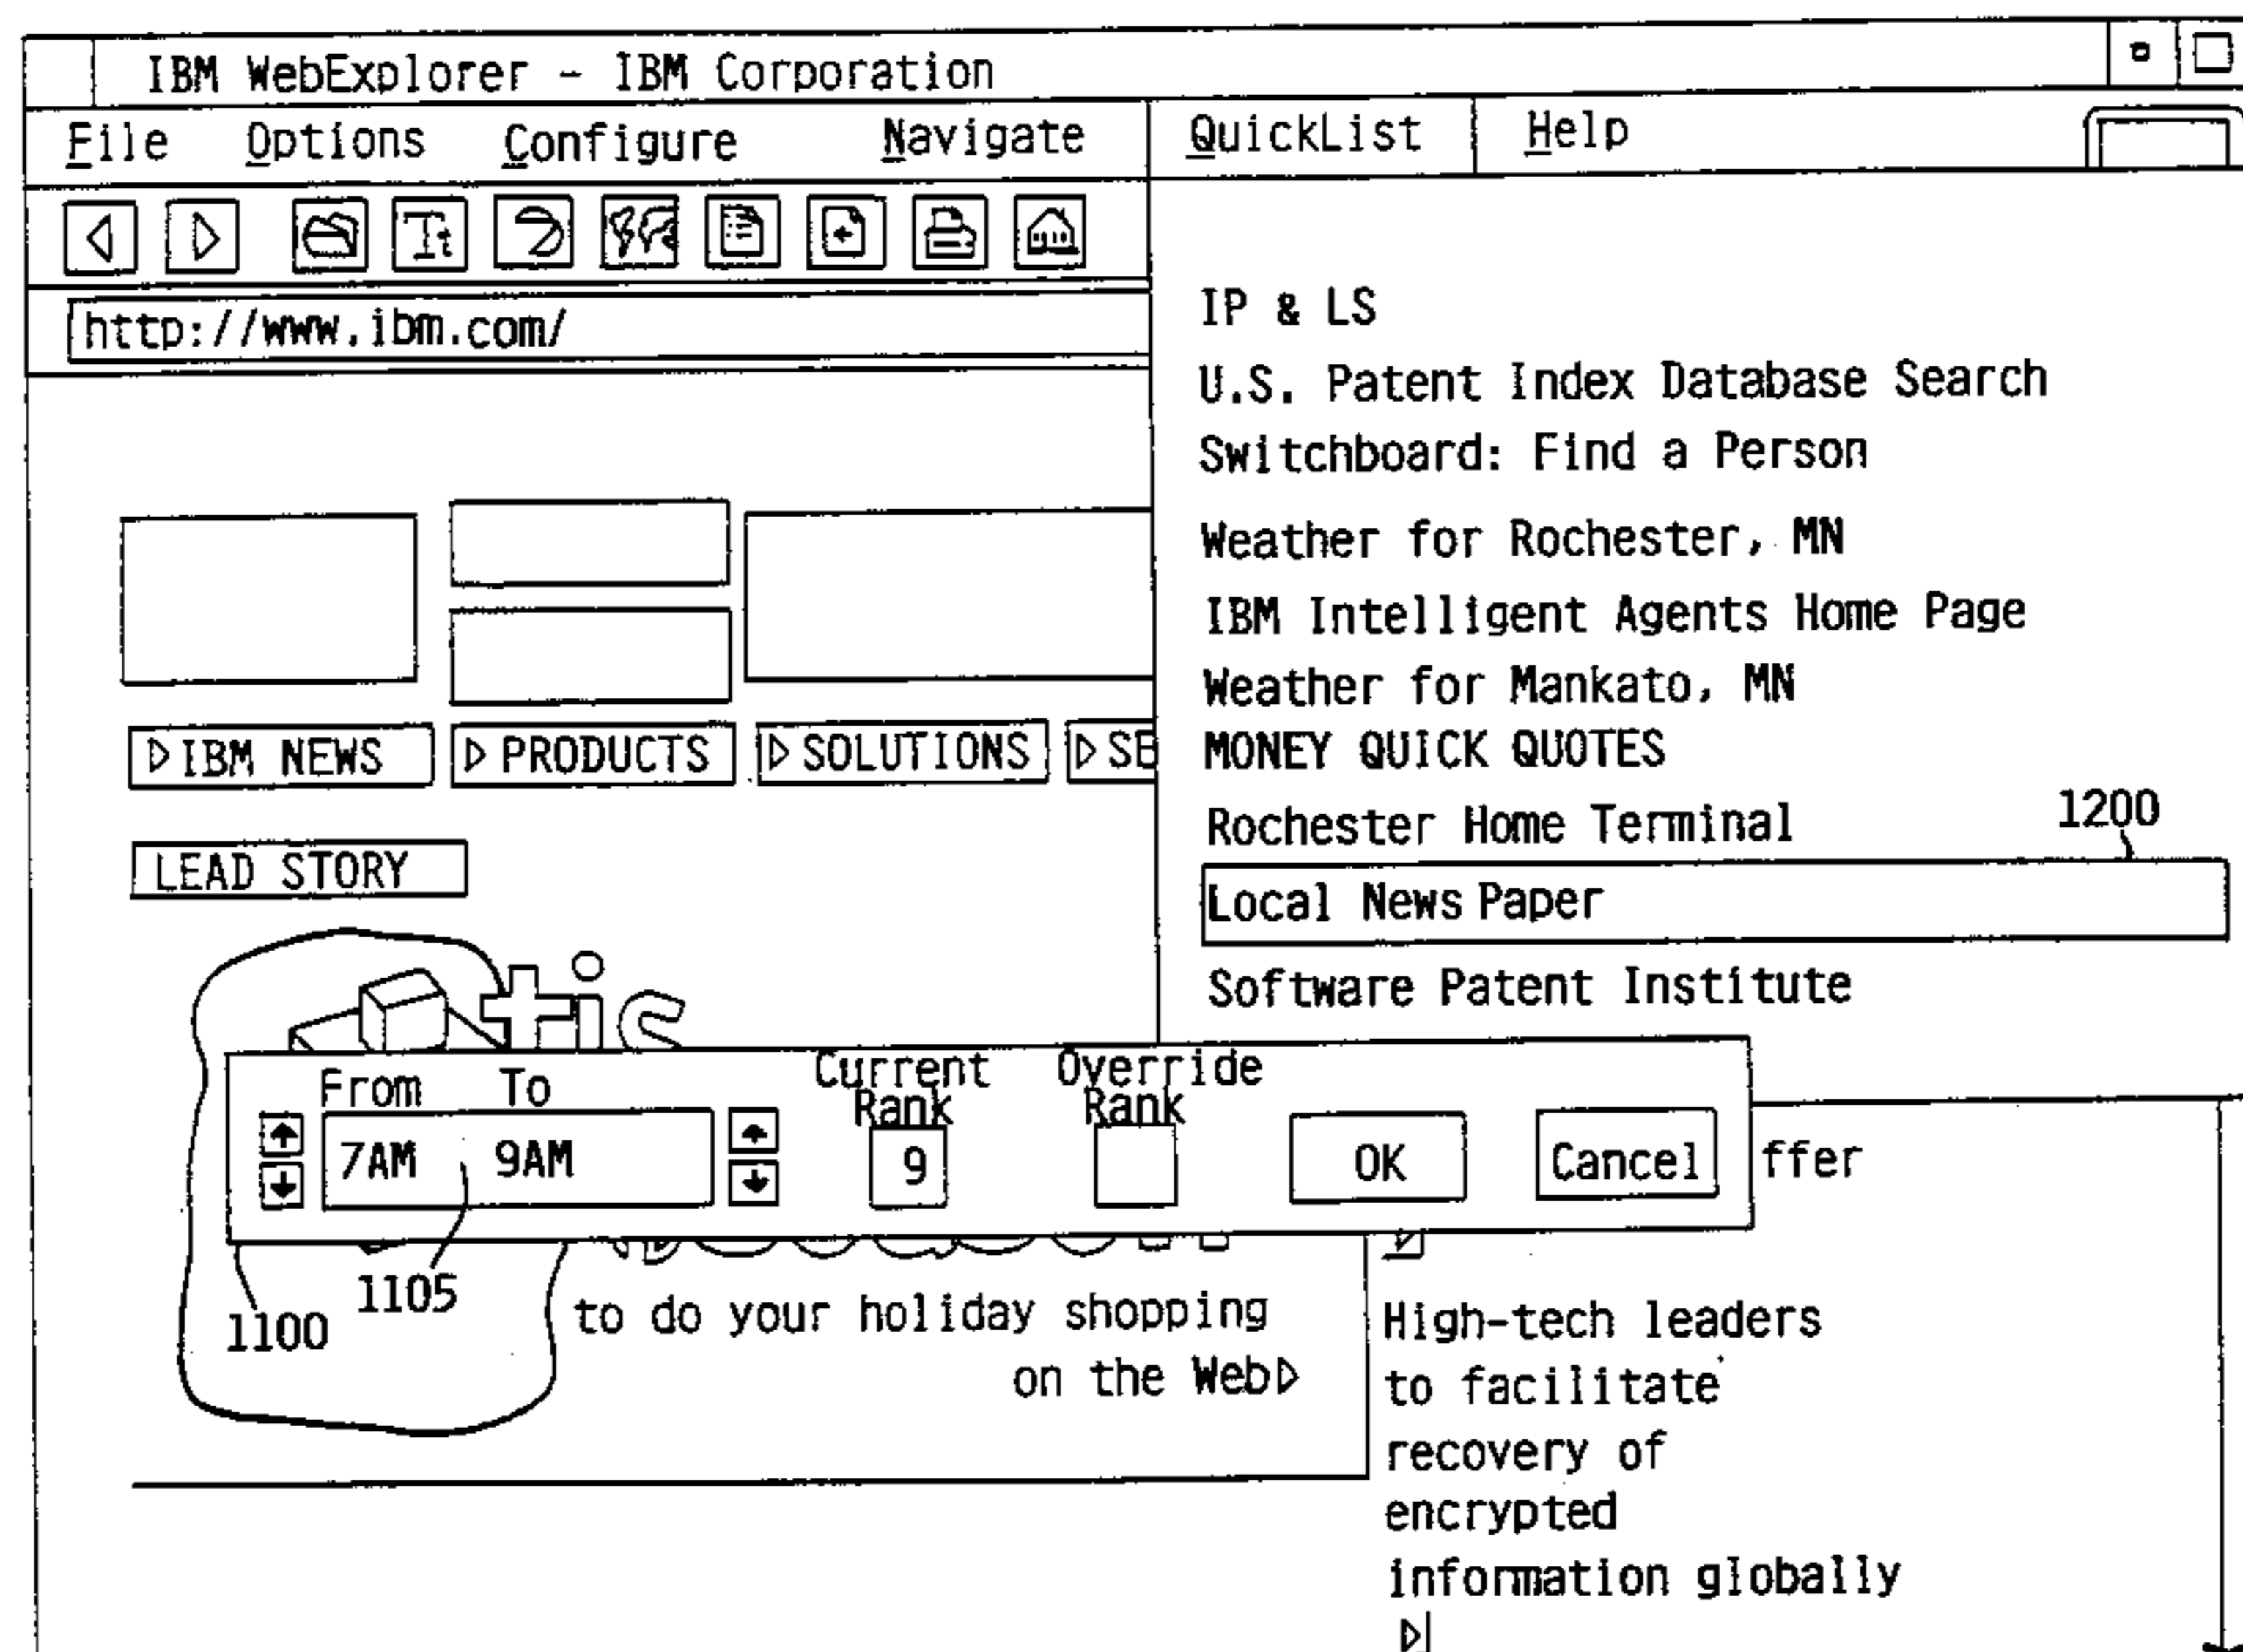 IBM WebExplorer - IBM Corporation
File Options Configure Navigate QuickList Help
http://www.ibm.com/
IP & LS
U.S. Patent Index Database Search
Switchboard: Find a Person
Weather for Rochester, MN
IBM Intelligent Agents Home Page
Weather for Mankato, MN
MONEY QUICK QUOTES
Rochester Home Terminal
1200
Local News Paper
Software Patent Institute
IBM NEWS PRODUCTS SOLUTIONS SE
LEAD STORY
tis
From To Current Rank Override Rank
7AM 9AM 9 OK Cancel
ffer
1100 1105
to do your holiday shopping
on the Web
High-tech leaders
to facilitate
recovery of
encrypted
information globally